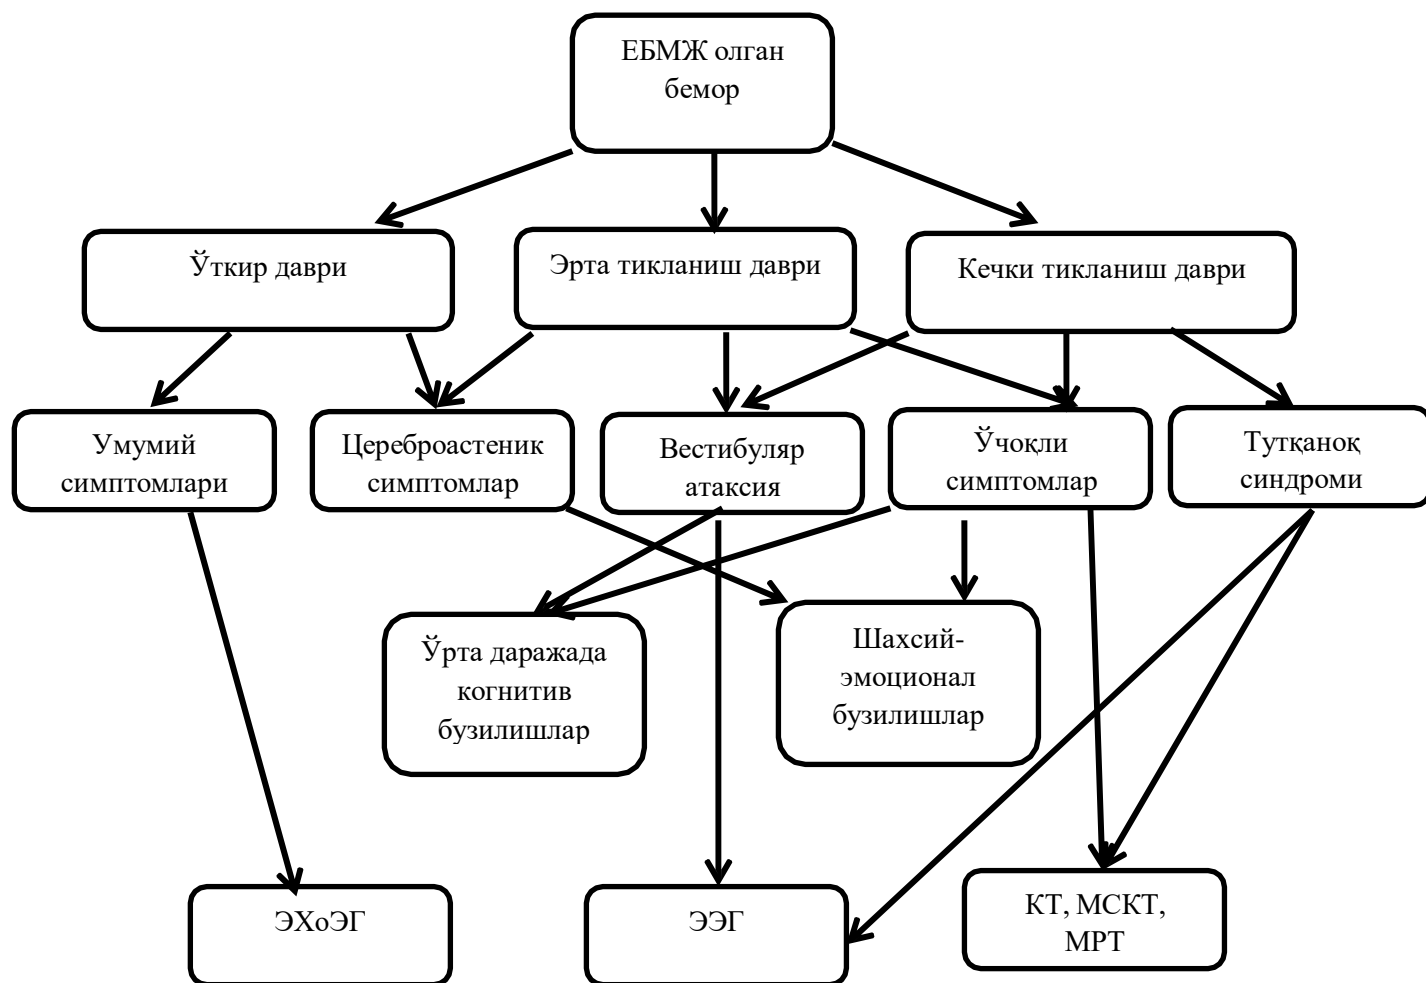 ЕБМЖ олган
бемор
Ўткир даври
Эрта тикланиш даври
Кечки тикланиш даври
Умумий
симптомлари
Цереброастеник
симптомлар
Вестибуляр
атаксия
Ўчоқли
симптомлар
Тутқаноқ
синдроми
Ўрта даражада
когнитив
бузилишлар
Шахсий-
эмоционал
бузилишлар
ЭХоЭГ
ЭЭГ
КТ, МСКТ,
МРТ